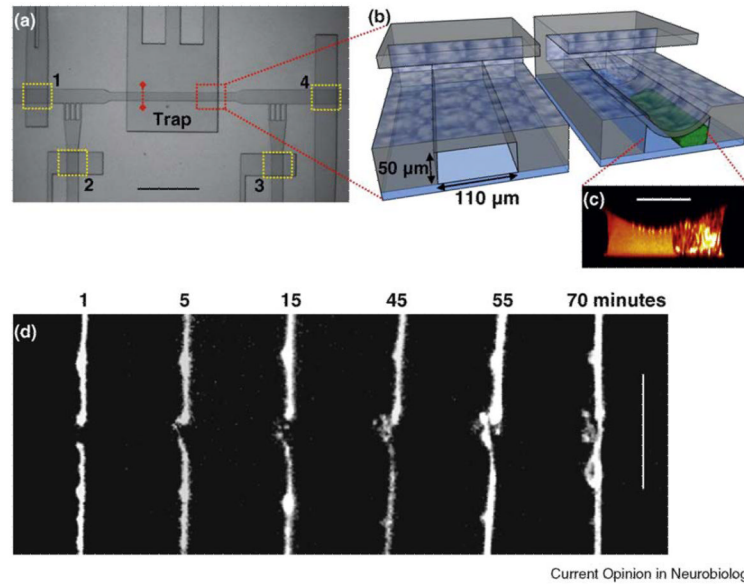 (a)
1
4
Trap
2
3
(b)
50 μm
110 μm
(c)
1 5 15 45 55 70 minutes
(d)
Current Opinion in Neurobiolog